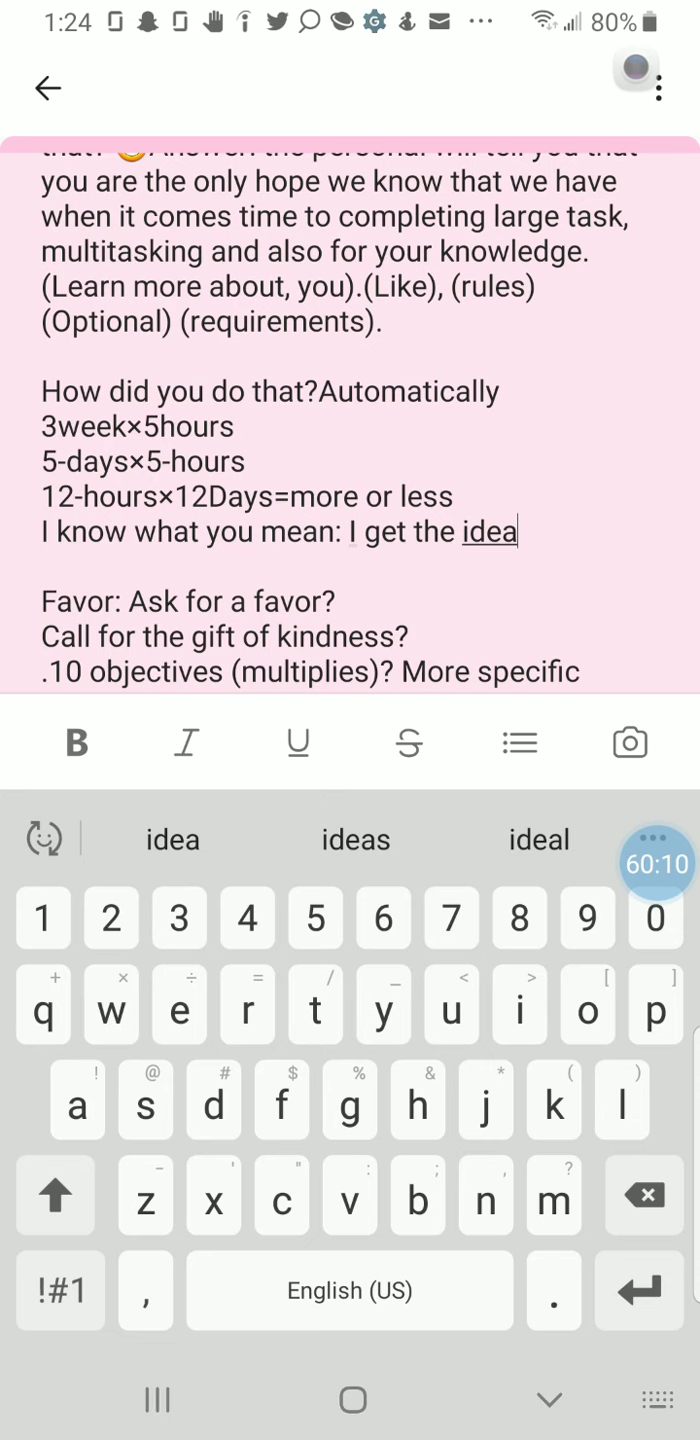 1:24 80%
you are the only hope we know that we have
when it comes time to completing large task,
multitasking and also for your knowledge.
(Learn more about, you).(Like), (rules)
(Optional) (requirements).
How did you do that?Automatically
3week×5hours
5-days×5-hours
12-hours×12Days=more or less
I know what you mean: I get the idea
Favor: Ask for a favor?
Call for the gift of kindness?
.10 objectives (multiplies)? More specific
B I U S
idea ideas ideal
60:10
1 2 3 4 5 6 7 8 9 0
+ × ÷ = / _ < > [ ]
q w e r t y u i o p
! @ # $ % & * ( )
a s d f g h j k l
- ' " : ; , ?
z x c v b n m
!#1 , English (US) .